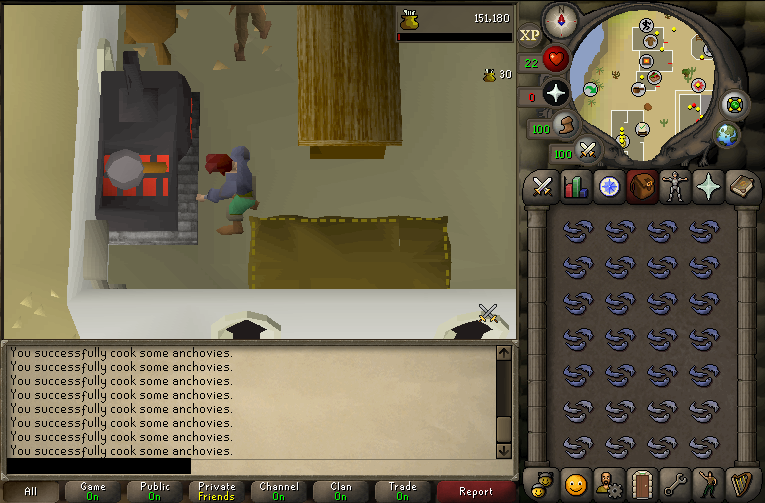 151,180
XP
30
22
0
100
100
N
You successfully cook some anchovies.
You successfully cook some anchovies.
You successfully cook some anchovies.
You successfully cook some anchovies.
You successfully cook some anchovies.
You successfully cook some anchovies.
You successfully cook some anchovies.
You successfully cook some anchovies.
All
Game
On
Public
On
Private
Friends
Channel
On
Clan
On
Trade
On
Report